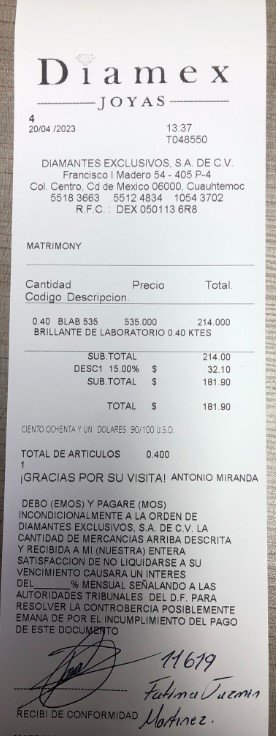 Diamex
JOYAS
4
20/04 /2023 13:37
T048550
DIAMANTES EXCLUSIVOS, S.A. DE C.V.
Francisco I Madero 54 - 405 P-4
Col. Centro, Cd de Mexico 06000, Cuauhtemoc
5518 3663 5512 4834 1054 3702
R.F.C. : DEX 050113 6R8
MATRIMONY
Cantidad Precio Total.
Codigo Descripcion.
0.40 BLAB 535 535.000 214.000
BRILLANTE DE LABORATORIO 0.40 KTES
SUB.TOTAL 214.00
DESC1 15.00% $ 32.10
SUB.TOTAL $ 181.90
TOTAL $ 181.90
CIENTO OCHENTA Y UN DOLARES 90/100 U.S.D.
TOTAL DE ARTICULOS 0.400
1
¡GRACIAS POR SU VISITA! ANTONIO MIRANDA
DEBO (EMOS) Y PAGARE (MOS)
INCONDICIONALMENTE A LA ORDEN DE
DIAMANTES EXCLUSIVOS, S.A. DE C.V. LA
CANTIDAD DE MERCANCIAS ARRIBA DESCRITA
Y RECIBIDA A MI (NUESTRA) ENTERA
SATISFACCION DE NO LIQUIDARSE A SU
VENCIMIENTO CAUSARA UN INTERES
DEL______% MENSUAL SEÑALANDO A LAS
AUTORIDADES TRIBUNALES DEL D.F. PARA
RESOLVER LA CONTROBERCIA POSIBLEMENTE
EMANA DE POR EL INCUMPLIMIENTO DEL PAGO
DE ESTE DOCUMENTO
11619
Fatima Jazmin
RECIBI DE CONFORMIDAD Martinez.